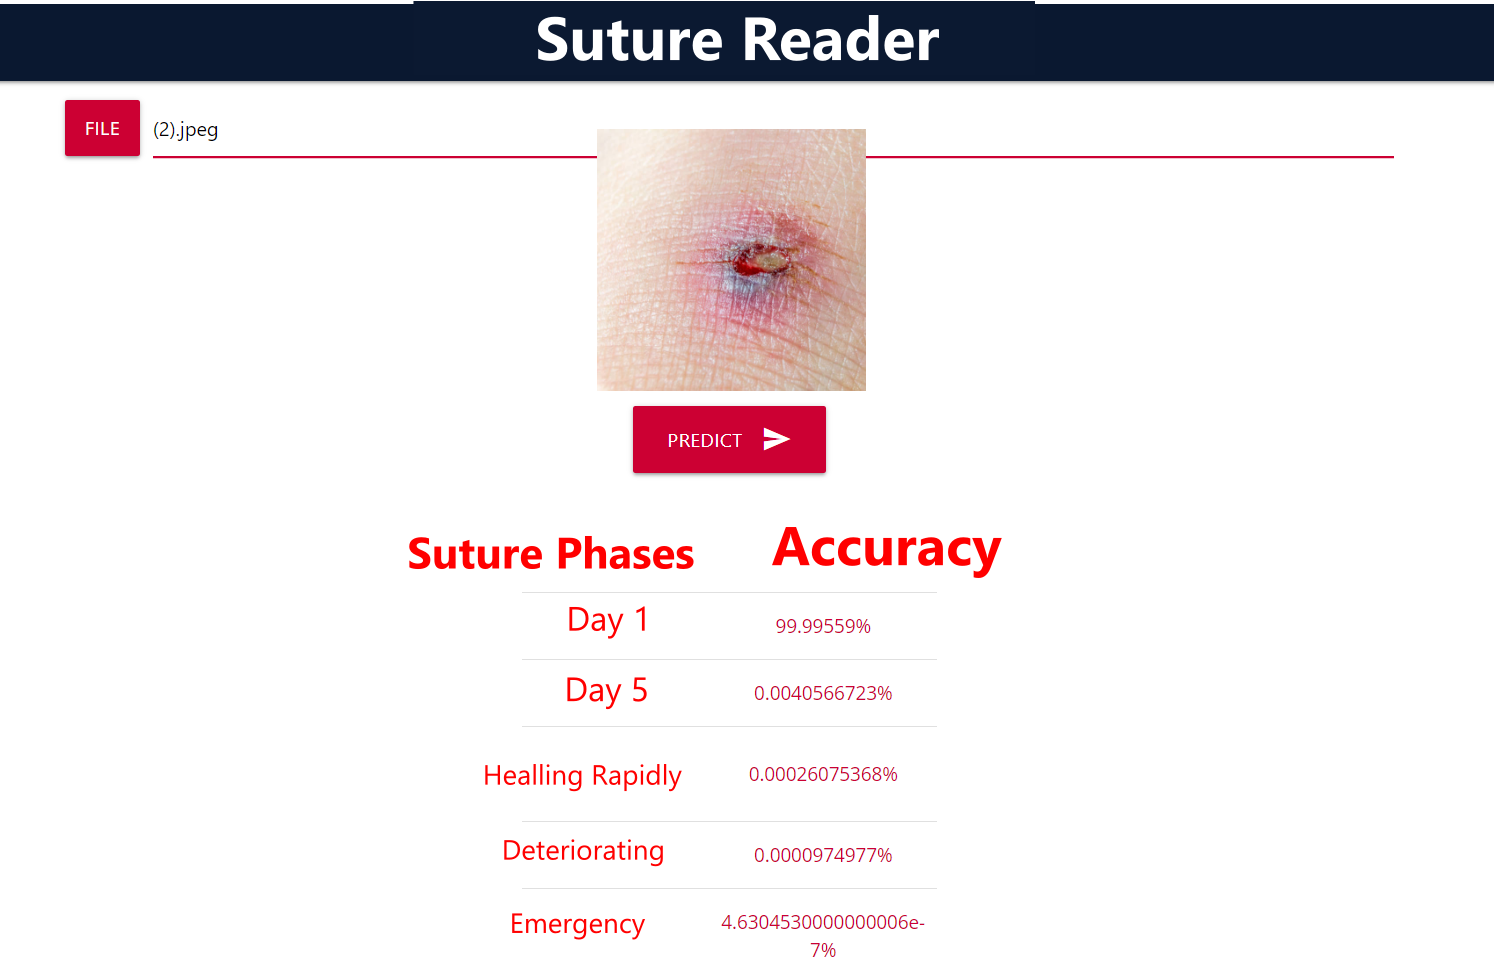 Suture Reader
FILE
(2).jpeg
PREDICT
Suture Phases Accuracy
Day 1 99.99559%
Day 5 0.0040566723%
Healling Rapidly 0.00026075368%
Deteriorating 0.0000974977%
Emergency 4.6304530000000006e-
7%